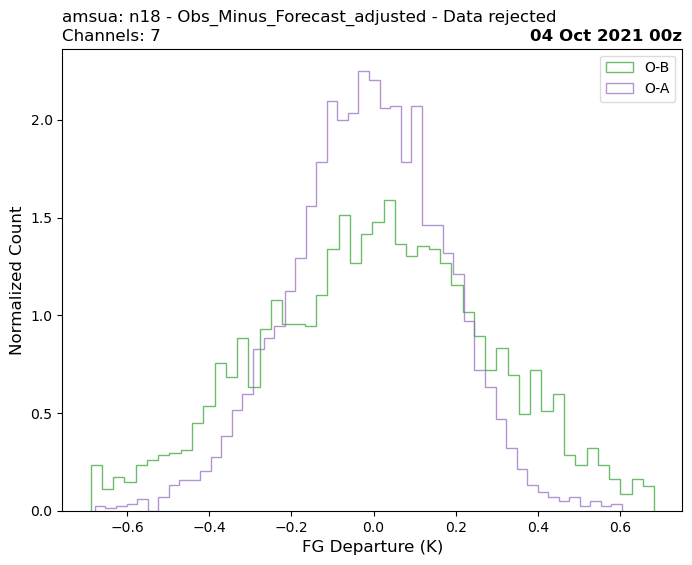 amsua: n18 - Obs_Minus_Forecast_adjusted - Data rejected
Channels: 7
04 Oct 2021 00z
O-B
O-A
Normalized Count
2.0
1.5
1.0
0.5
0.0
−0.6 −0.4 −0.2 0.0 0.2 0.4 0.6
FG Departure (K)